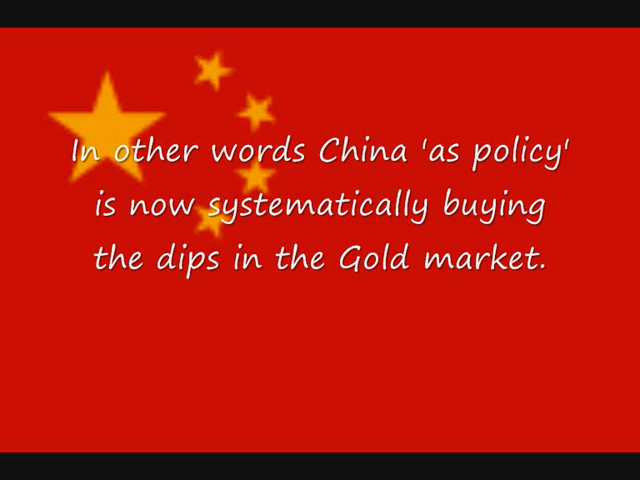 In other words China 'as policy'
is now systematically buying
the dips in the Gold market.